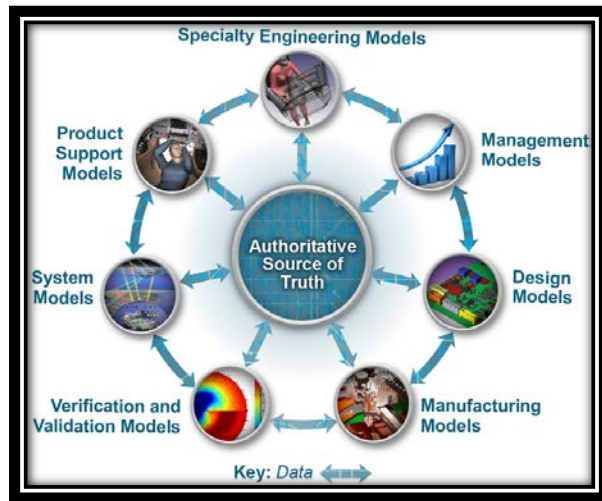 Specialty Engineering Models
Product
Support
Models
Management
Models
Authoritative
Source of
Truth
System
Models
Design
Models
Verification and
Validation Models
Manufacturing
Models
Key: Data